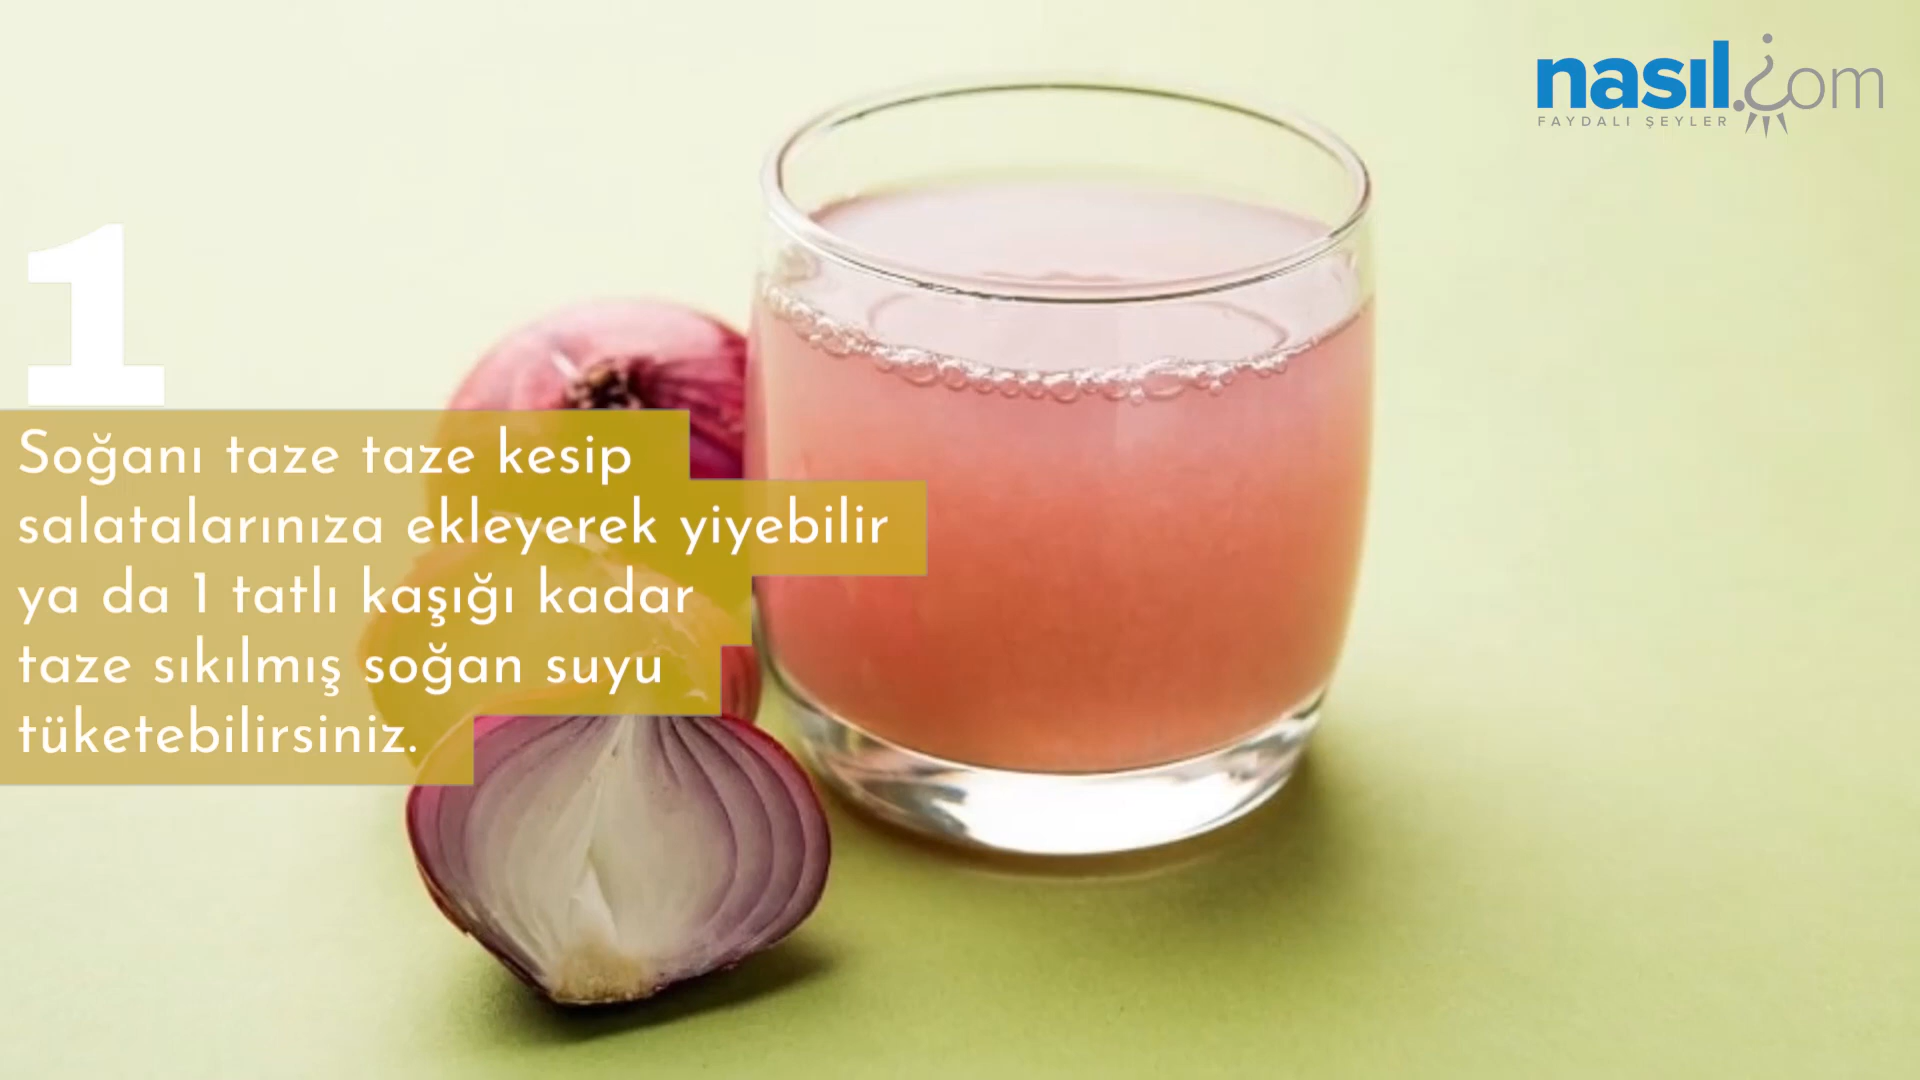 nasıl.com
FAYDALI ŞEYLER
1
Soğanı taze taze kesip
salatalarınıza ekleyerek yiyebilir
ya da 1 tatlı kaşığı kadar
taze sıkılmış soğan suyu
tüketebilirsiniz.